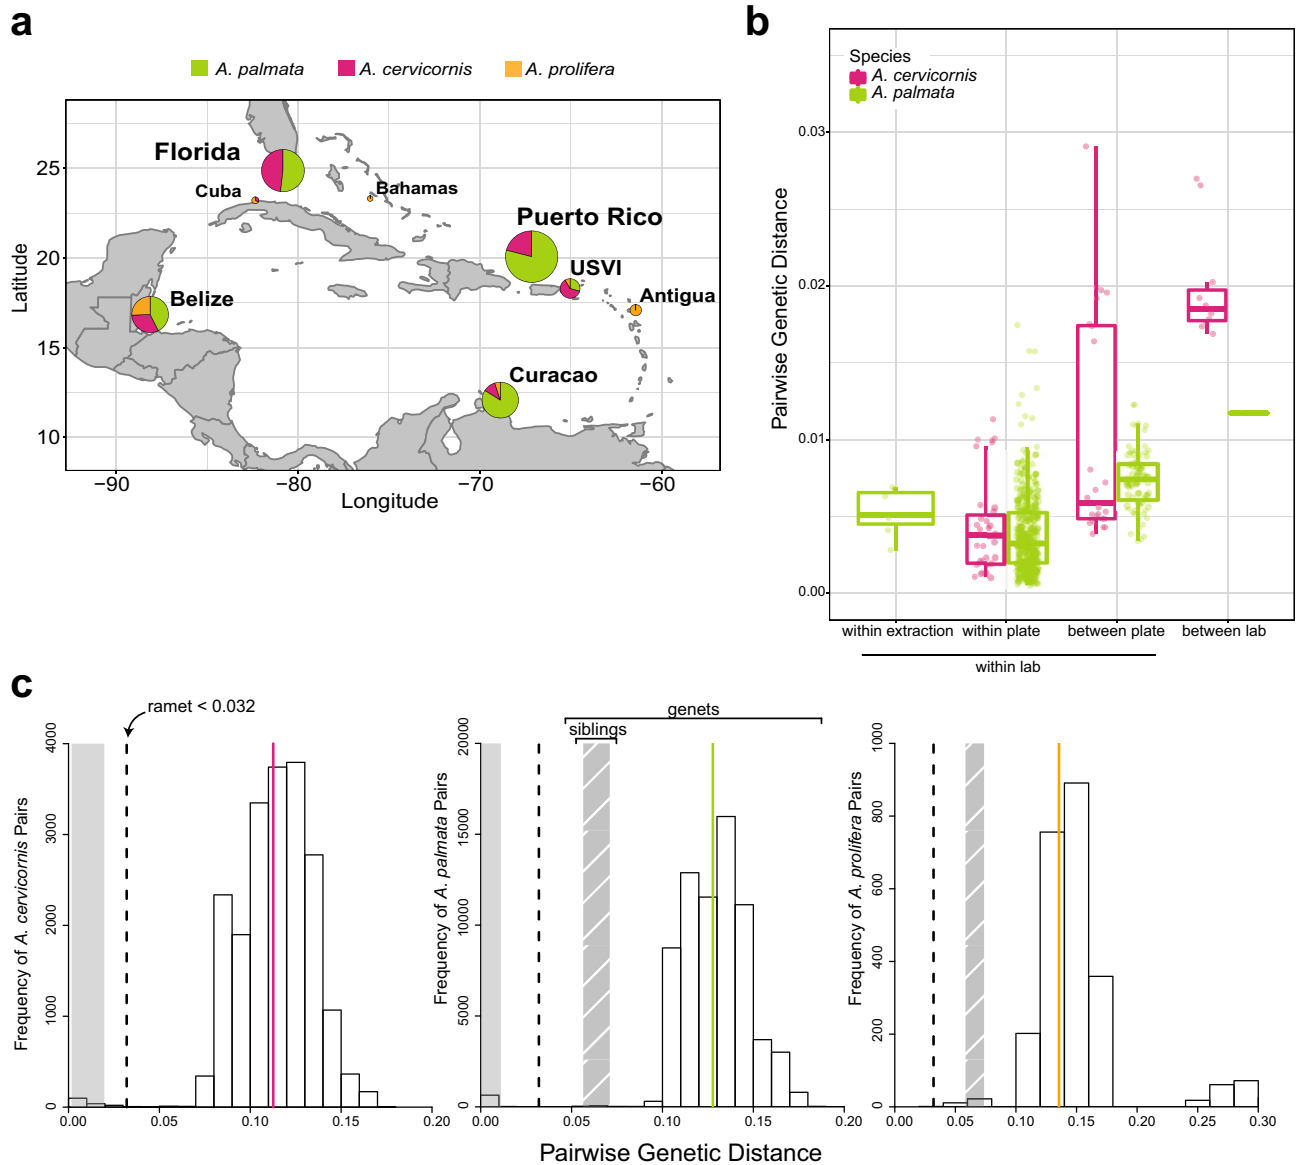 a
A. palmata
A. cervicornis
A. prolifera
Florida
Cuba
Bahamas
Puerto Rico
USVI
Antigua
Belize
Curacao
Latitude
25
20
15
10
−90
−80
−70
−60
Longitude
b
Species
A. cervicornis
A. palmata
Pairwise Genetic Distance
0.03
0.02
0.01
0.00
within extraction
within plate
between plate
between lab
within lab
c
ramet < 0.032
Frequency of A. cervicornis Pairs
4000
3000
2000
1000
0
0.00
0.05
0.10
0.15
0.20
genets
siblings
Frequency of A. palmata Pairs
20000
15000
10000
5000
0
0.00
0.05
0.10
0.15
0.20
Frequency of A. prolifera Pairs
1000
800
600
400
200
0
0.00
0.05
0.10
0.15
0.20
0.25
0.30
Pairwise Genetic Distance